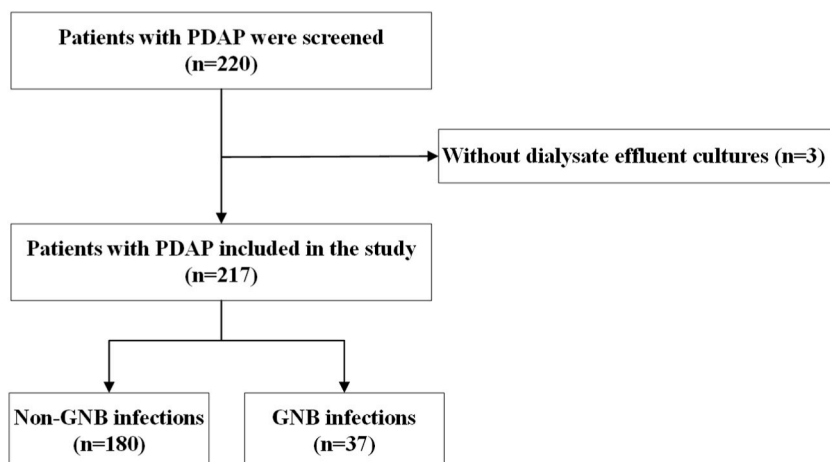 Patients with PDAP were screened
(n=220)
Without dialysate effluent cultures (n=3)
Patients with PDAP included in the study
(n=217)
Non-GNB infections
(n=180)
GNB infections
(n=37)